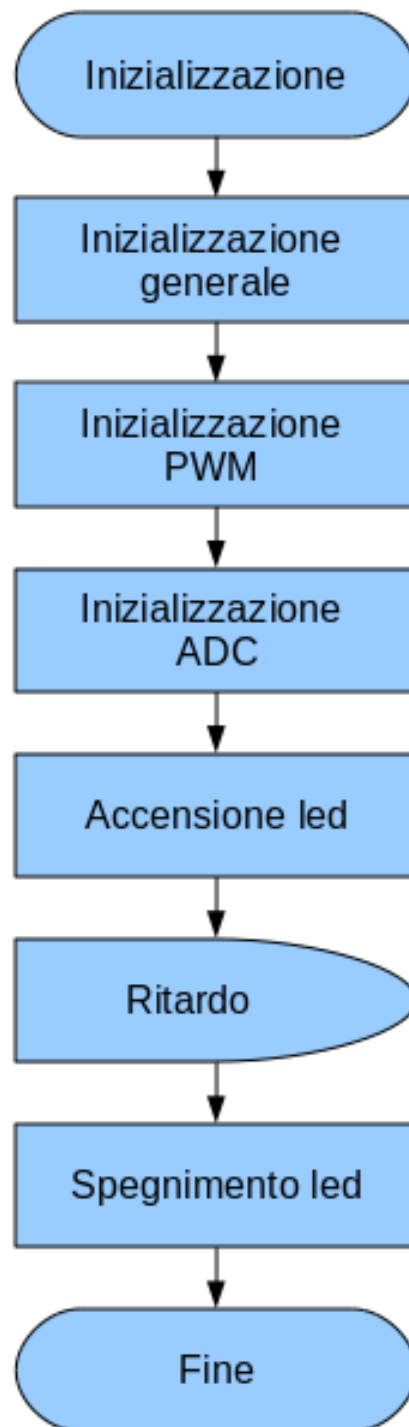 Inizializzazione
Inizializzazione
generale
Inizializzazione
PWM
Inizializzazione
ADC
Accensione led
Ritardo
Spegnimento led
Fine